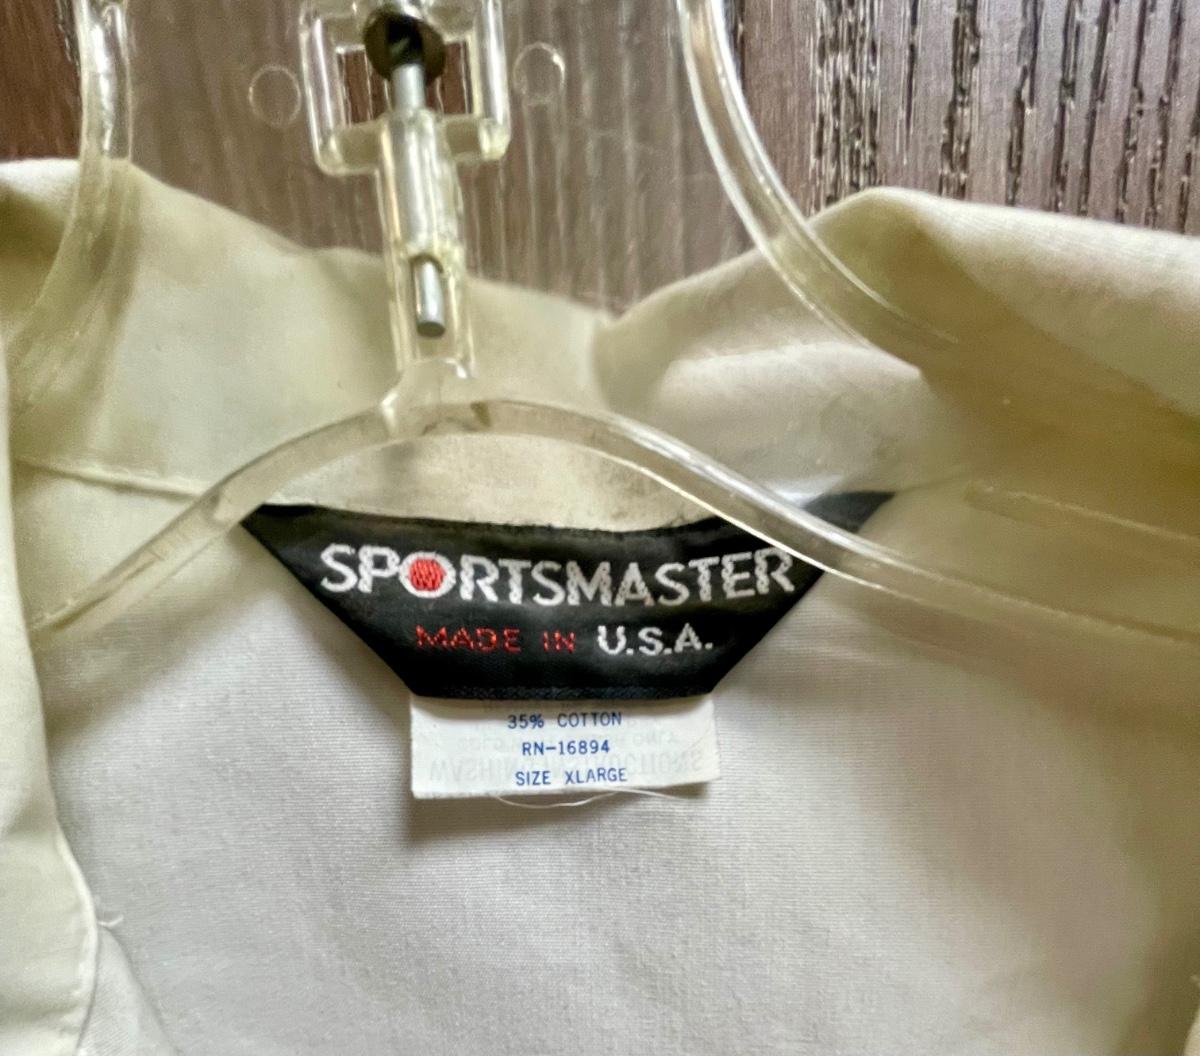 SPORTSMASTER
MADE IN U.S.A.
35% COTTON
RN-16894
SIZE XLARGE